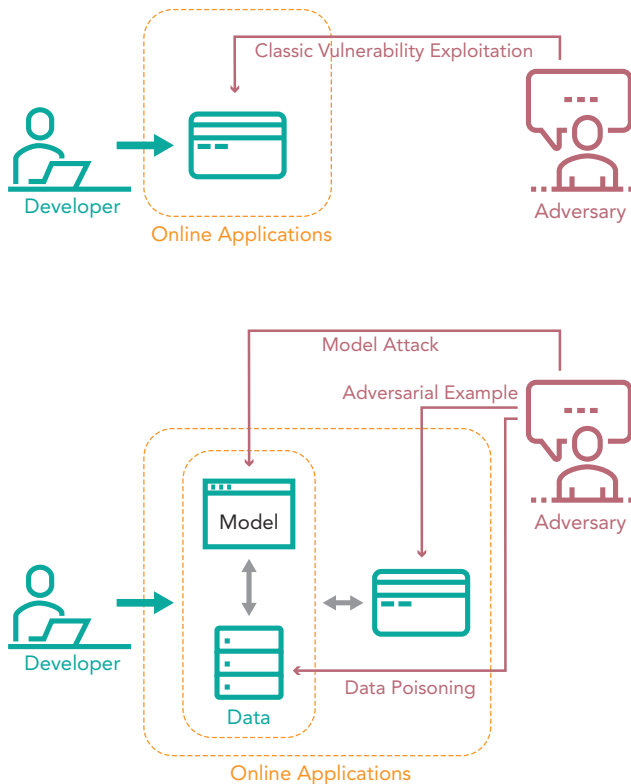 Classic Vulnerability Exploitation
Developer
Adversary
Online Applications
Model Attack
Adversarial Example
Model
Adversary
Developer
Data Poisoning
Data
Online Applications